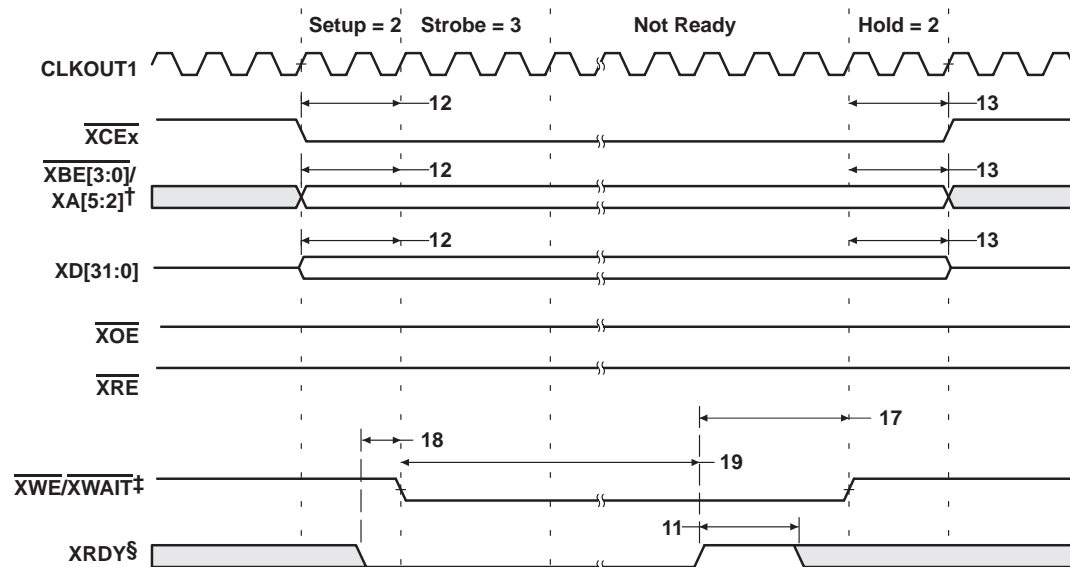 Setup = 2 Strobe = 3 Not Ready Hold = 2
CLKOUT1
12 13
XCEx
12 13
XBE[3:0]/
XA[5:2]†
12 13
XD[31:0]
XOE
XRE
17
18
19
XWE/XWAIT‡
11
XRDY§